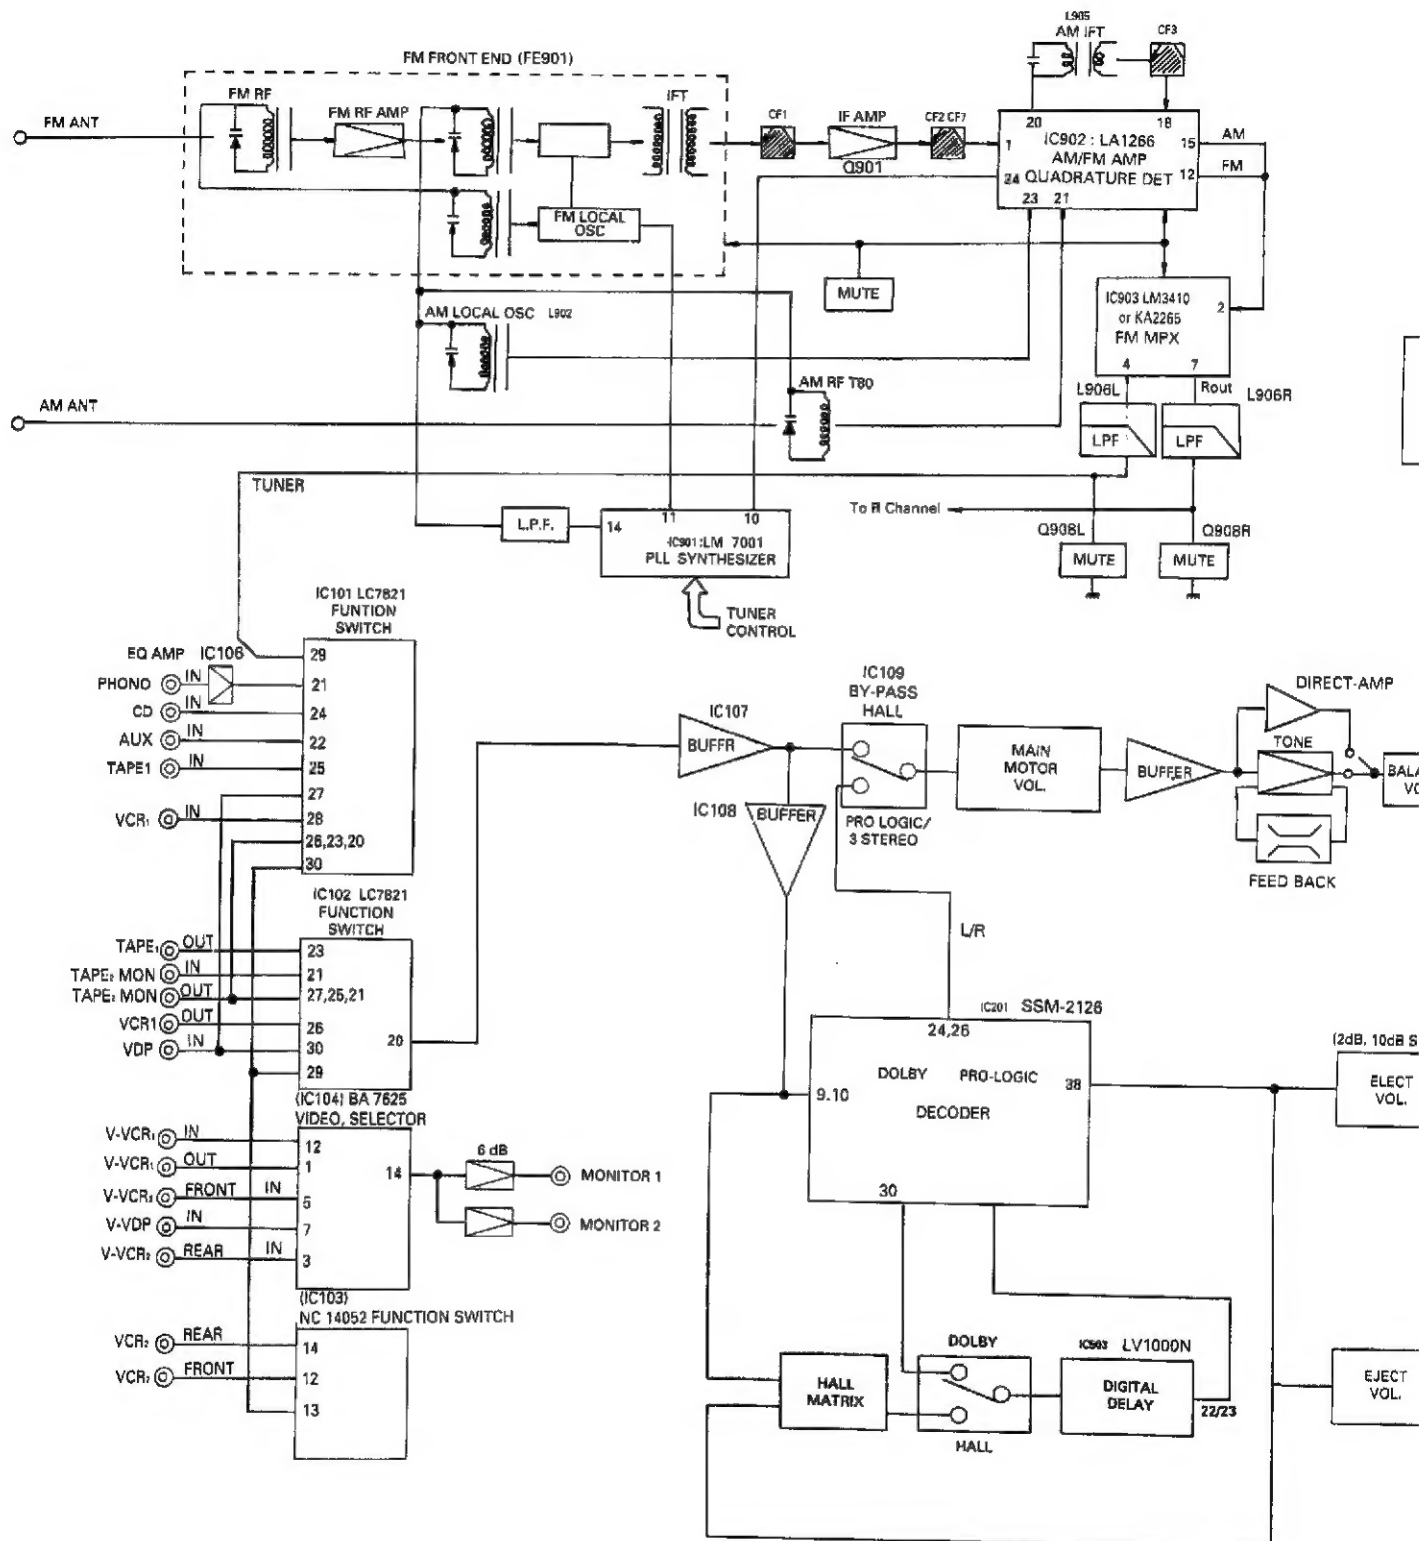 L905
AM IFT
CF3
FM FRONT END (FE901)
FM RF
FM RF AMP
IFT
FM ANT
CF1
IF AMP
CF2 CF7
Q901
20
18
IC902 : LA1266
AM/FM AMP
QUADRATURE DET
1
15
12
24
23
21
AM
FM
FM LOCAL
OSC
MUTE
IC903 LM3410
or KA2265
FM MPX
2
4
7
AM LOCAL OSC L902
AM RF T80
L906L
Rout
L906R
LPF
LPF
AM ANT
TUNER
To R Channel
L.P.F.
14
11
10
IC901:LM 7001
PLL SYNTHESIZER
Q908L
Q908R
MUTE
MUTE
TUNER
CONTROL
IC101 LC7821
FUNTION
SWITCH
EQ AMP IC106
PHONO IN
CD IN
AUX IN
TAPE1 IN
VCR1 IN
29
21
24
22
25
27
28
26,23,20
30
IC107
BUFFR
IC108
BUFFER
IC109
BY-PASS
HALL
PRO LOGIC/
3 STEREO
MAIN
MOTOR
VOL.
BUFFER
DIRECT-AMP
TONE
FEED BACK
BALA
VO
IC102 LC7821
FUNCTION
SWITCH
TAPE1 OUT
TAPE2 MON IN
TAPE2 MON OUT
VCR1 OUT
VDP IN
23
21
27,25,21
26
30
29
20
L/R
IC201 SSM-2126
24,26
9.10
DOLBY PRO-LOGIC
DECODER
38
30
(2dB, 10dB S
ELECT
VOL.
(IC104) BA 7625
VIDEO, SELECTOR
V-VCR1 IN
V-VCR1 OUT
V-VCR3 FRONT IN
V-VDP IN
V-VCR2 REAR IN
12
1
5
7
3
14
6 dB
MONITOR 1
MONITOR 2
(IC103)
NC 14052 FUNCTION SWITCH
VCR2 REAR
VCR3 FRONT
14
12
13
HALL
MATRIX
DOLBY
HALL
IC503 LV1000N
DIGITAL
DELAY
22/23
EJECT
VOL.